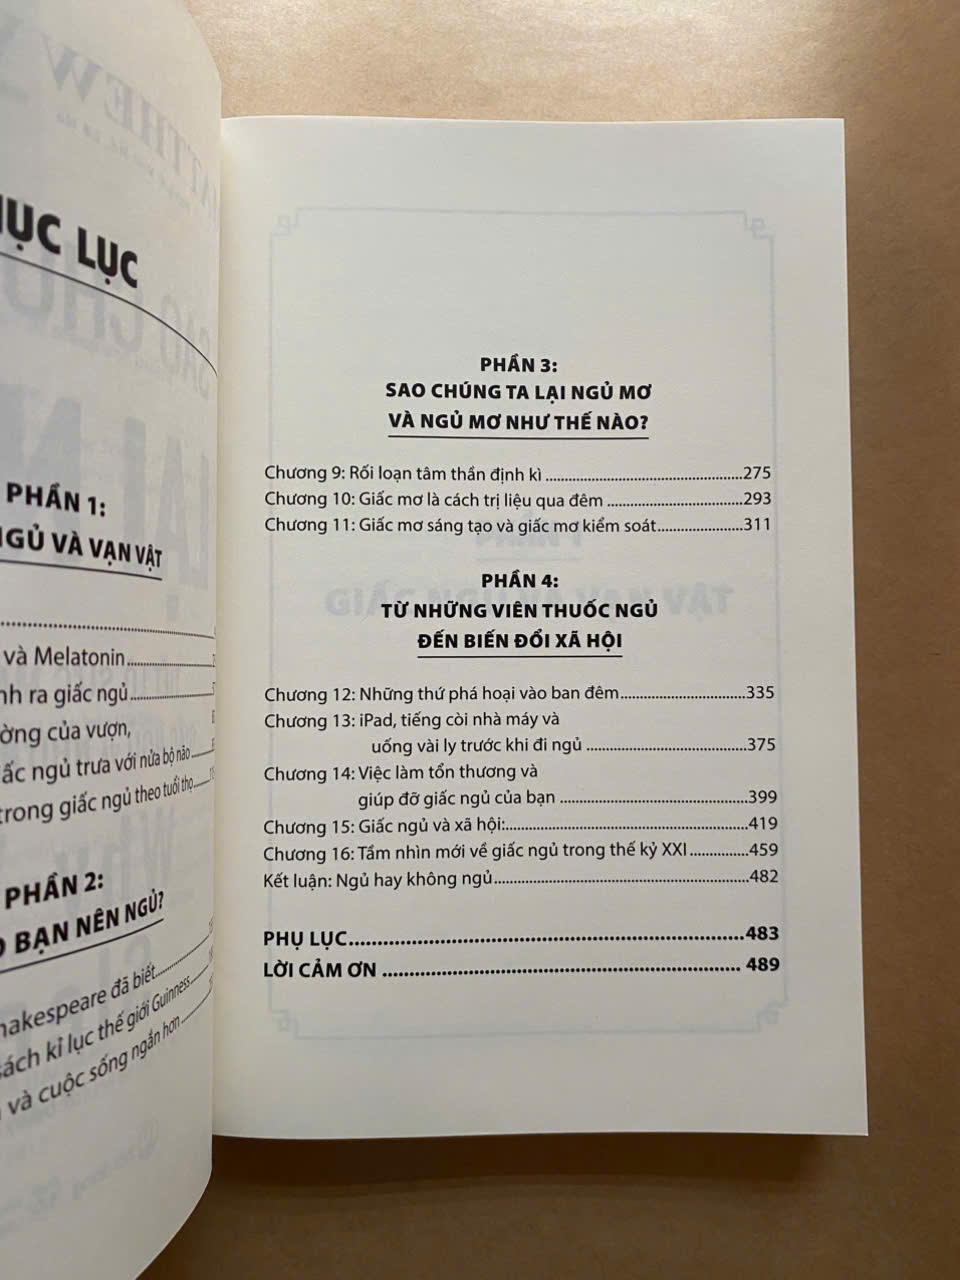 MỤC LỤC
PHẦN 1:
NGỦ VÀ VẠN VẬT
và Melatonin
ra giấc ngủ
của vượn,
giấc ngủ trưa với nửa bộ não
trong giấc ngủ theo tuổi thọ
PHẦN 2:
BẠN NÊN NGỦ?
Shakespeare đã biết
sách kỉ lục thế giới Guinness
và cuộc sống ngắn hơn
PHẦN 3:
SAO CHÚNG TA LẠI NGỦ MƠ
VÀ NGỦ MƠ NHƯ THẾ NÀO?
Chương 9: Rối loạn tâm thần định kì ........................................275
Chương 10: Giấc mơ là cách trị liệu qua đêm ............................293
Chương 11: Giấc mơ sáng tạo và giấc mơ kiểm soát..................311
PHẦN 4:
TỪ NHỮNG VIÊN THUỐC NGỦ
ĐẾN BIẾN ĐỔI XÃ HỘI
Chương 12: Những thứ phá hoại vào ban đêm..........................335
Chương 13: iPad, tiếng còi nhà máy và
uống vài ly trước khi đi ngủ ..................................375
Chương 14: Việc làm tổn thương và
giúp đỡ giấc ngủ của bạn ........................................399
Chương 15: Giấc ngủ và xã hội:...................................................419
Chương 16: Tầm nhìn mới về giấc ngủ trong thế kỷ XXI.............459
Kết luận: Ngủ hay không ngủ.....................................................482
PHỤ LỤC...........................................................................483
LỜI CẢM ƠN ..................................................................... 489